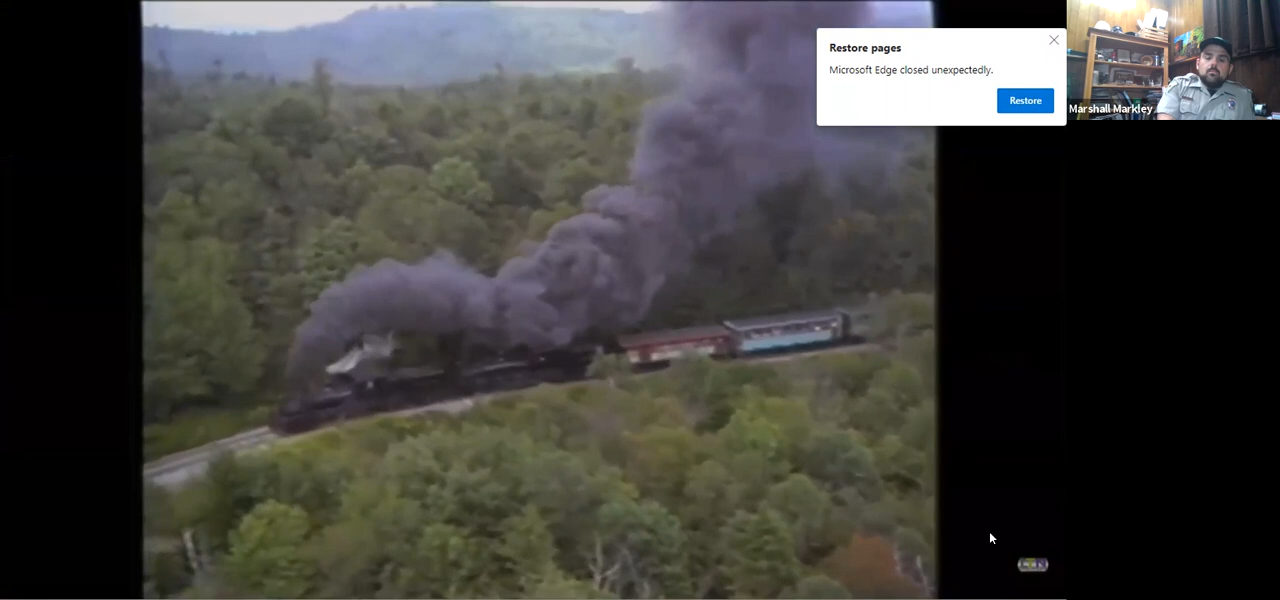 Restore pages
Microsoft Edge closed unexpectedly.
Restore
Marshall Markley